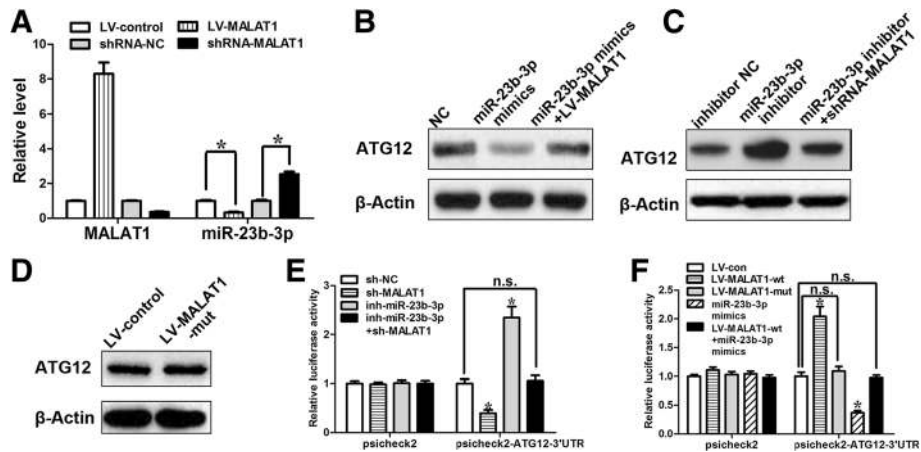 A
LV-control
LV-MALAT1
shRNA-NC
shRNA-MALAT1
Relative level
10
8
6
4
2
0
*
*
MALAT1
miR-23b-3p
B
NC
miR-23b-3p
mimics
miR-23b-3p mimics
+LV-MALAT1
ATG12
β-Actin
C
inhibitor NC
miR-23b-3p
inhibitor
miR-23b-3p inhibitor
+shRNA-MALAT1
ATG12
β-Actin
D
LV-control
LV-MALAT1
-mut
ATG12
β-Actin
E
sh-NC
sh-MALAT1
inh-miR-23b-3p
inh-miR-23b-3p
+sh-MALAT1
Relative luciferase activity
3
2
1
0
n.s.
*
*
psicheck2
psicheck2-ATG12-3'UTR
F
LV-con
LV-MALAT1-wt
LV-MALAT1-mut
miR-23b-3p
mimics
LV-MALAT1-wt
+miR-23b-3p
mimics
Relative luciferase activity
2.5
2.0
1.5
1.0
0.5
0.0
n.s.
n.s.
*
*
psicheck2
psicheck2-ATG12-3'UTR